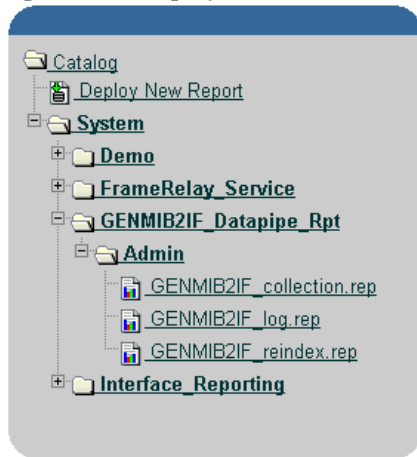 Catalog
Deploy New Report
System
Demo
FrameRelay_Service
GENMIB2IF_Datapipe_Rpt
Admin
GENMIB2IF_collection.rep
GENMIB2IF_log.rep
GENMIB2IF_reindex.rep
Interface_Reporting